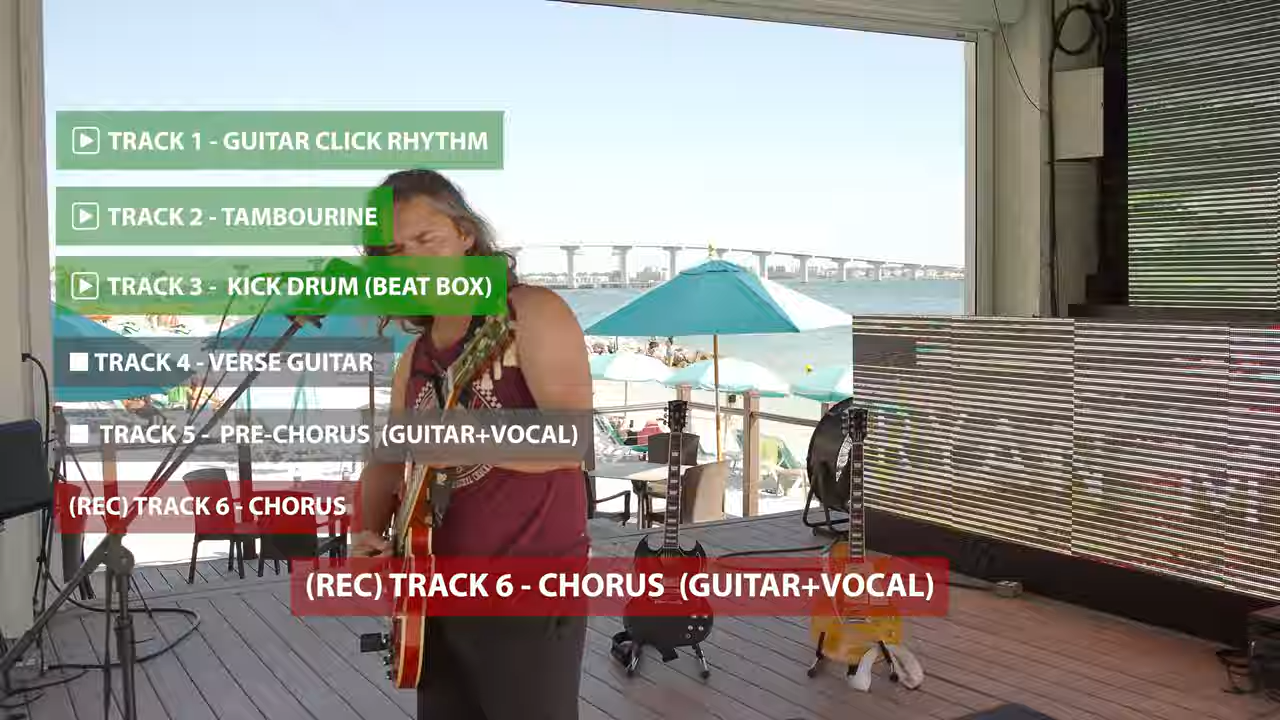 TRACK 1 - GUITAR CLICK RHYTHM
TRACK 2 - TAMBOURINE
TRACK 3 - KICK DRUM (BEAT BOX)
TRACK 4 - VERSE GUITAR
TRACK 5 - PRE-CHORUS (GUITAR+VOCAL)
(REC) TRACK 6 - CHORUS
(REC) TRACK 6 - CHORUS (GUITAR+VOCAL)